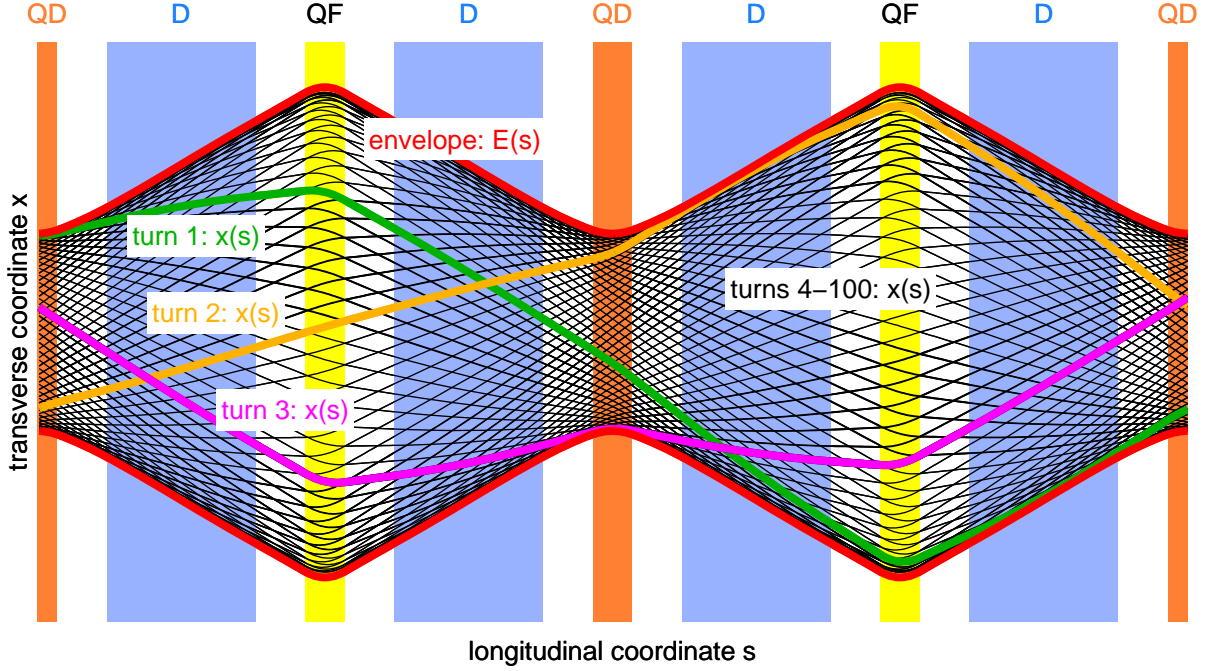 QD D QF D QD D QF D QD
envelope: E(s)
turn 1: x(s)
turns 4–100: x(s)
turn 2: x(s)
turn 3: x(s)
transverse coordinate x
longitudinal coordinate s